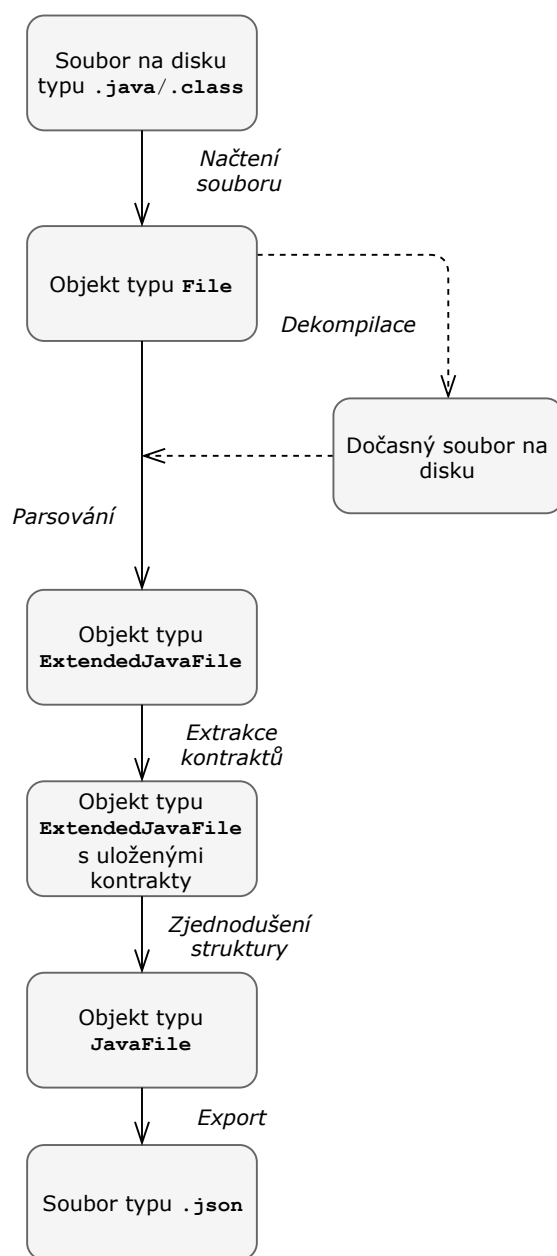 Soubor na disku
typu .java/.class
Načtení
souboru
Objekt typu File
Dekompilace
Dočasný soubor na
disku
Parsování
Objekt typu
ExtendedJavaFile
Extrakce
kontraktů
Objekt typu
ExtendedJavaFile
s uloženými
kontrakty
Zjednodušení
struktury
Objekt typu
JavaFile
Export
Soubor typu .json